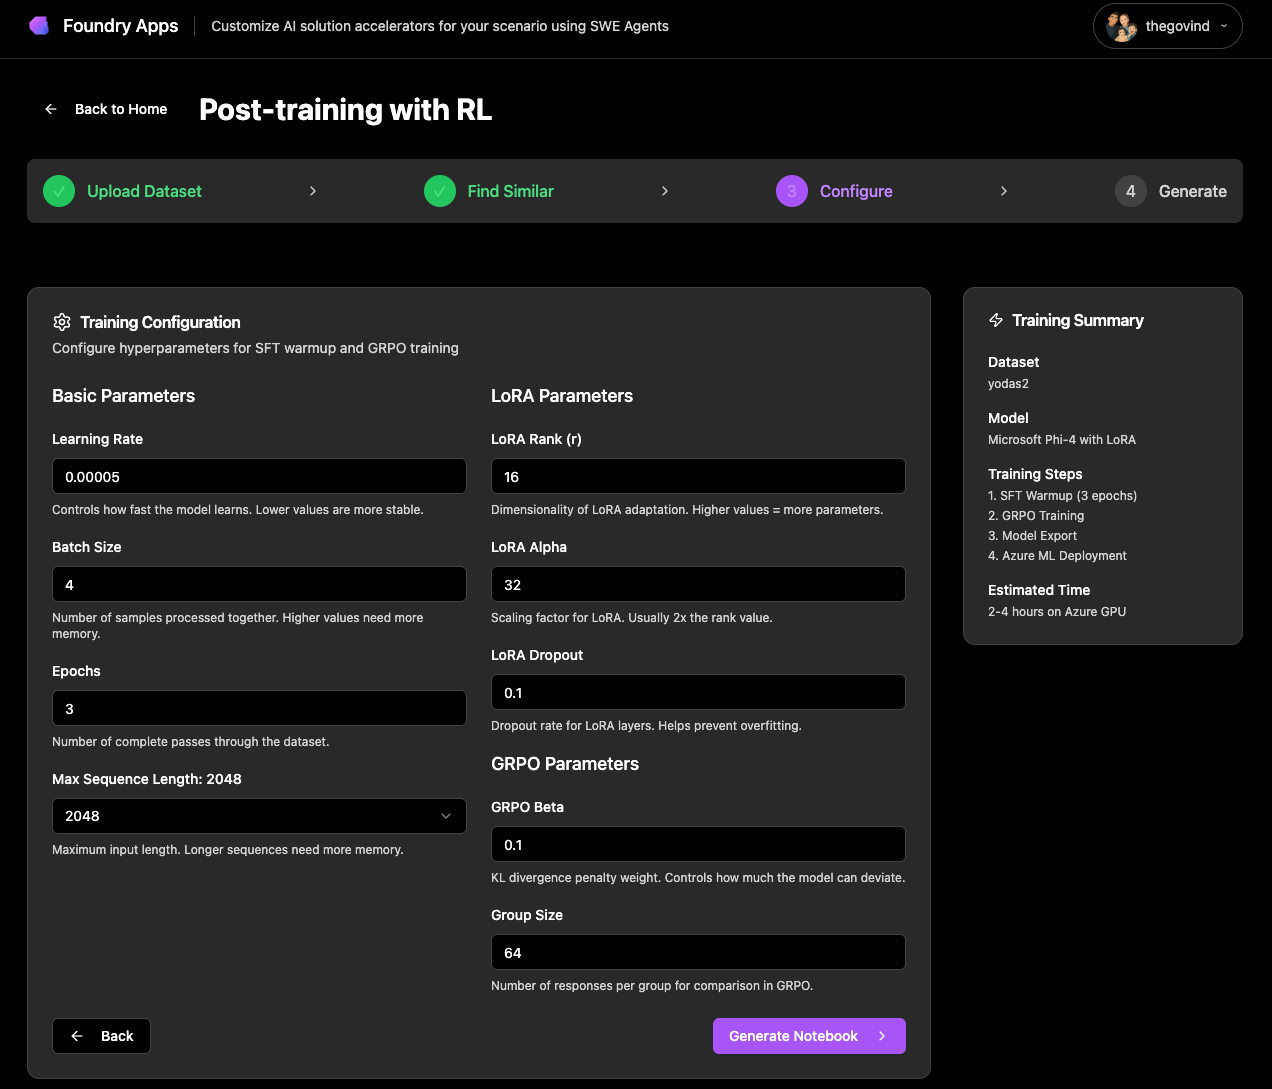 Foundry Apps
Customize AI solution accelerators for your scenario using SWE Agents
thegovind
Back to Home
Post-training with RL
Upload Dataset
Find Similar
3
Configure
4
Generate
Training Configuration
Configure hyperparameters for SFT warmup and GRPO training
Basic Parameters
Learning Rate
0.00005
Controls how fast the model learns. Lower values are more stable.
Batch Size
4
Number of samples processed together. Higher values need more
memory.
Epochs
3
Number of complete passes through the dataset.
Max Sequence Length: 2048
2048
Maximum input length. Longer sequences need more memory.
LoRA Parameters
LoRA Rank (r)
16
Dimensionality of LoRA adaptation. Higher values = more parameters.
LoRA Alpha
32
Scaling factor for LoRA. Usually 2x the rank value.
LoRA Dropout
0.1
Dropout rate for LoRA layers. Helps prevent overfitting.
GRPO Parameters
GRPO Beta
0.1
KL divergence penalty weight. Controls how much the model can deviate.
Group Size
64
Number of responses per group for comparison in GRPO.
Back
Generate Notebook
Training Summary
Dataset
yodas2
Model
Microsoft Phi-4 with LoRA
Training Steps
1. SFT Warmup (3 epochs)
2. GRPO Training
3. Model Export
4. Azure ML Deployment
Estimated Time
2-4 hours on Azure GPU